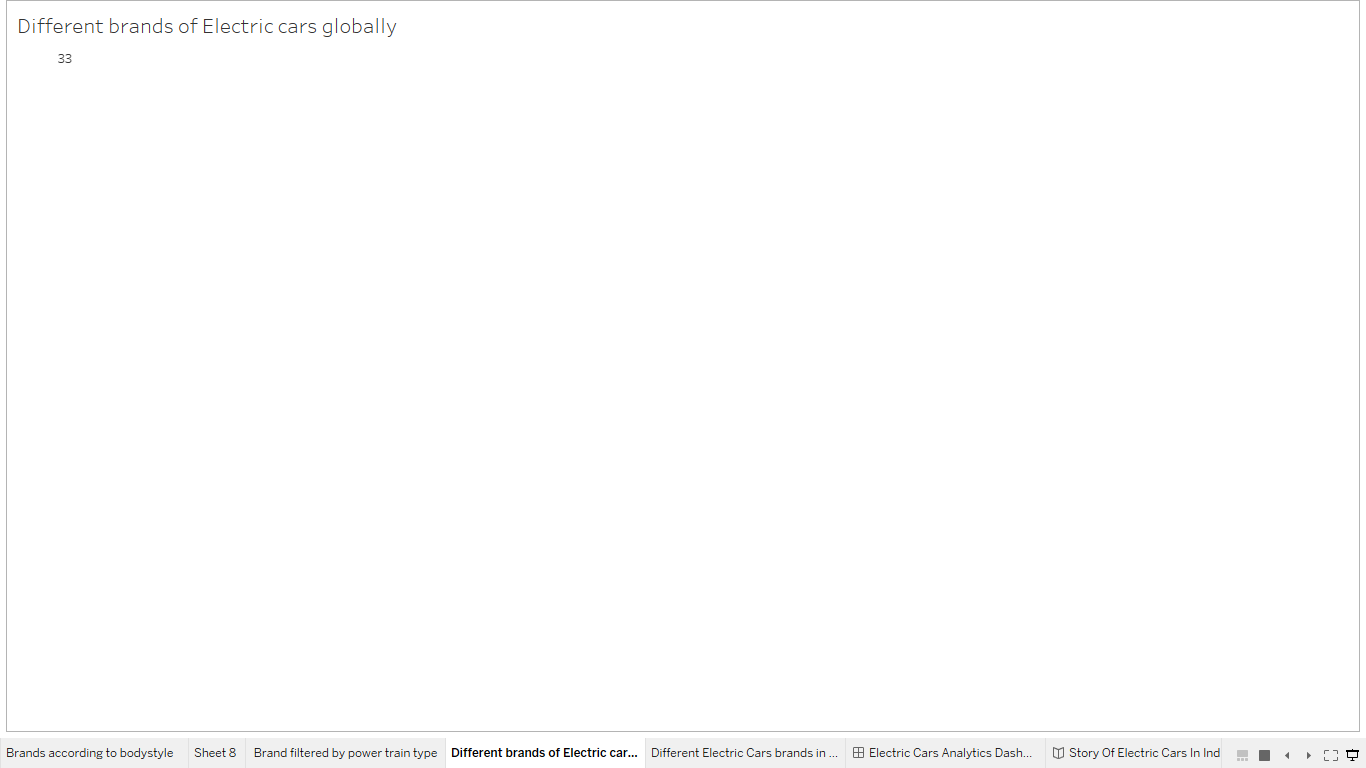 Different brands of Electric cars globally
33
Brands according to bodystyle
Sheet 8
Brand filtered by power train type
Different brands of Electric car...
Different Electric Cars brands in ...
Electric Cars Analytics Dash...
Story Of Electric Cars In Ind